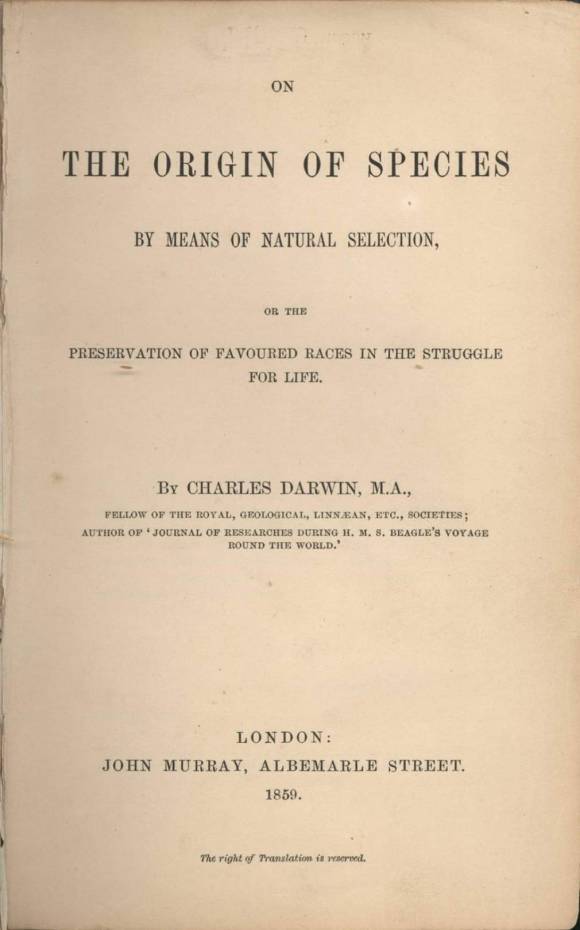 ON
THE ORIGIN OF SPECIES
BY MEANS OF NATURAL SELECTION,
OR THE
PRESERVATION OF FAVOURED RACES IN THE STRUGGLE
FOR LIFE.
BY CHARLES DARWIN, M.A.,
FELLOW OF THE ROYAL, GEOLOGICAL, LINNÆAN, ETC., SOCIETIES;
AUTHOR OF ‘JOURNAL OF RESEARCHES DURING H. M. S. BEAGLE’S VOYAGE
ROUND THE WORLD.’
LONDON:
JOHN MURRAY, ALBEMARLE STREET.
1859.
The right of Translation is reserved.